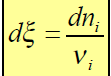 dξ = dnᵢ / νᵢ